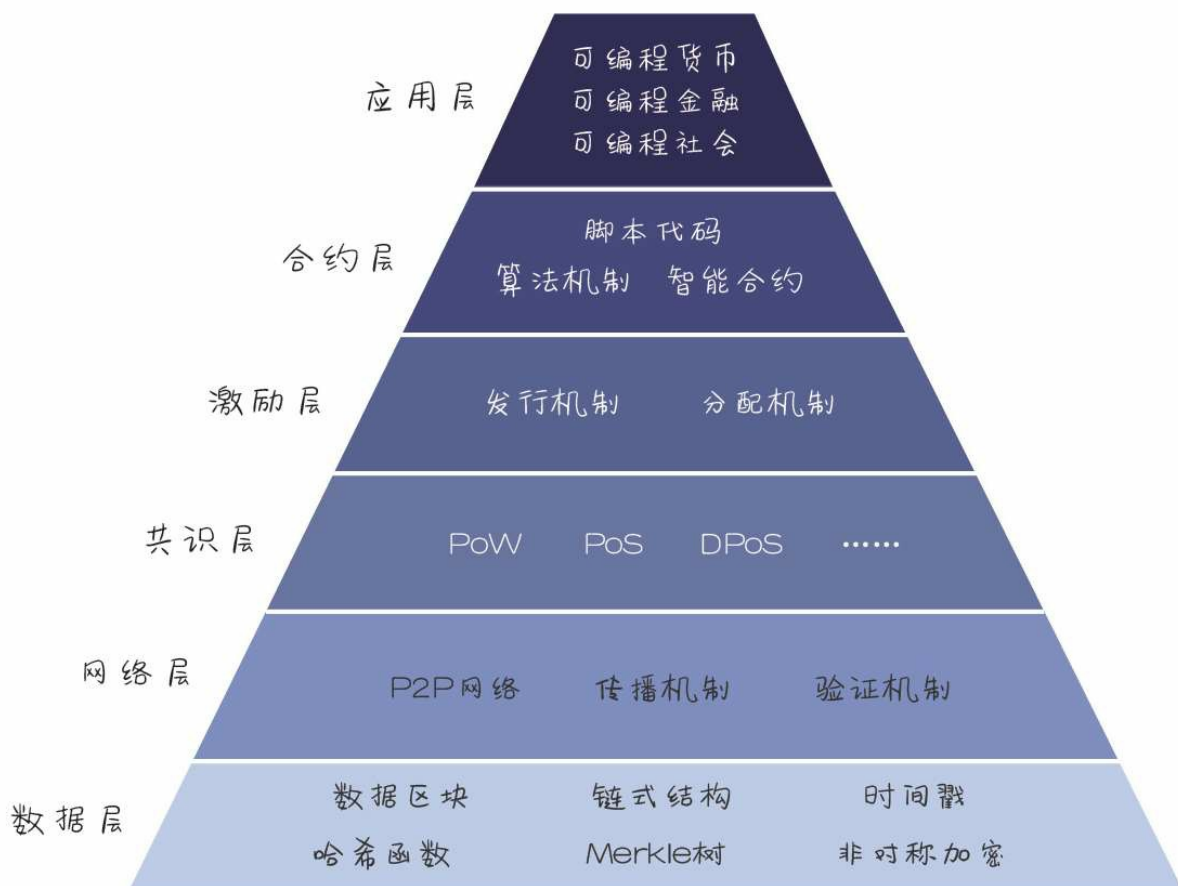 可编程货币
应用层 可编程金融
可编程社会
脚本代码
合约层
算法机制 智能合约
激励层 发行机制 分配机制
共识层 PoW PoS DPoS ······
网络层 P2P网络 传播机制 验证机制
数据区块 链式结构 时间戳
数据层
哈希函数 Merkle树 非对称加密